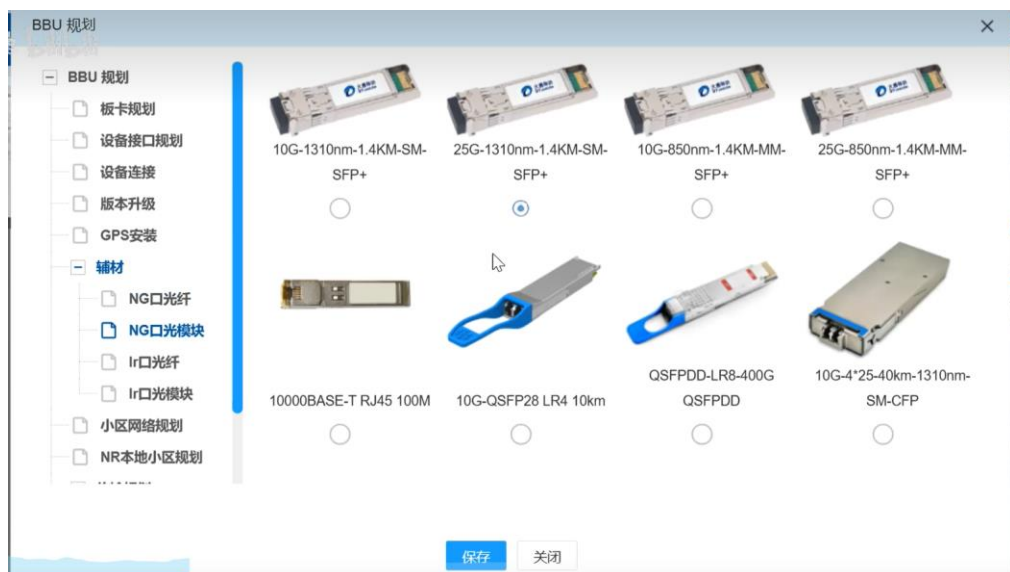 BBU 规划
BBU 规划
板卡规划
设备接口规划
设备连接
版本升级
GPS安装
辅材
NG口光纤
NG口光模块
Ir口光纤
Ir口光模块
小区网络规划
NR本地小区规划
10G-1310nm-1.4KM-SM-
SFP+
25G-1310nm-1.4KM-SM-
SFP+
10G-850nm-1.4KM-MM-
SFP+
25G-850nm-1.4KM-MM-
SFP+
10000BASE-T RJ45 100M
10G-QSFP28 LR4 10km
QSFPDD-LR8-400G
QSFPDD
10G-4*25-40km-1310nm-
SM-CFP
保存
关闭